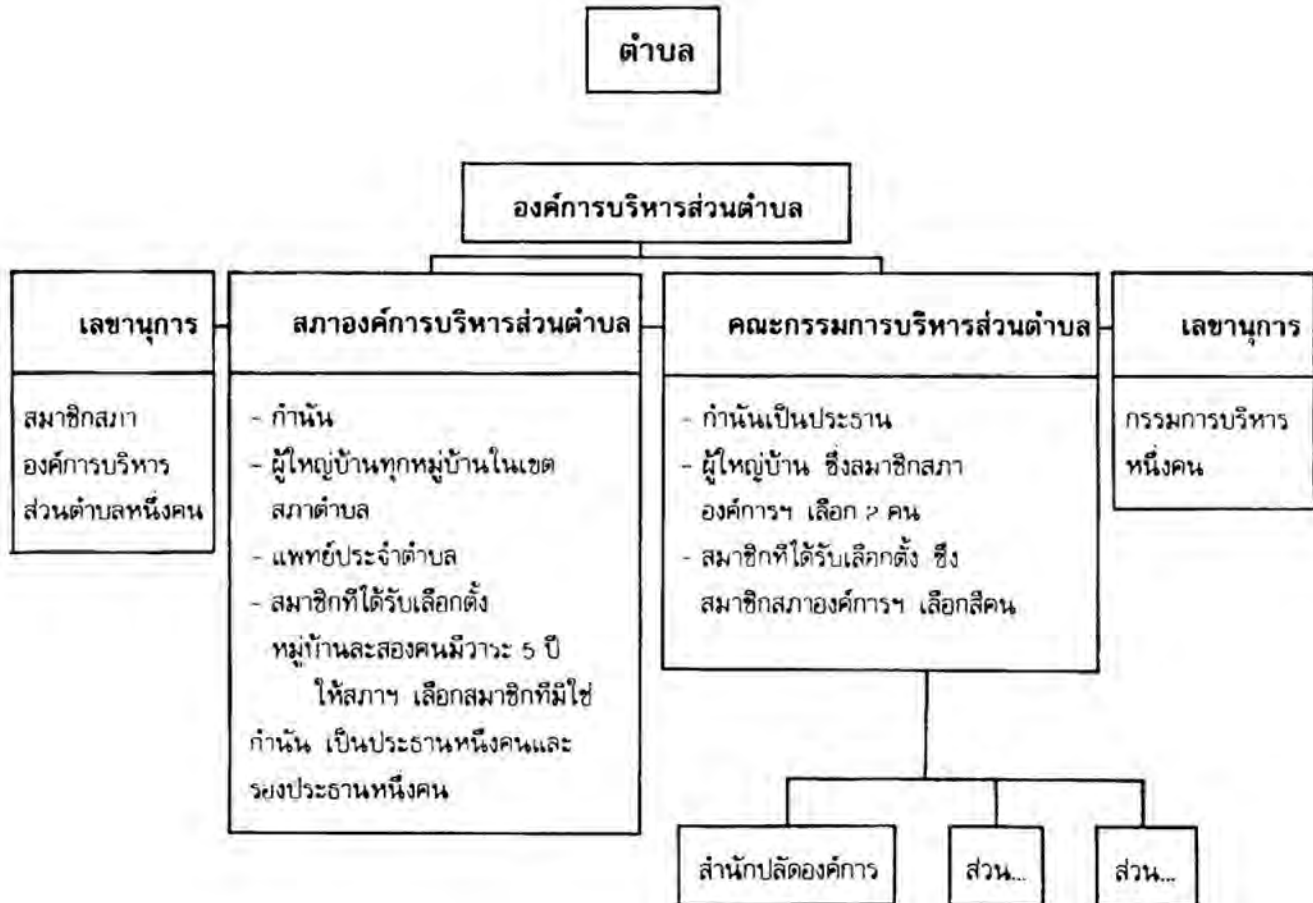 ตำบล
องค์การบริหารส่วนตำบล
เลขานุการ
สมาชิกสภา
องค์การบริหาร
ส่วนตำบลหนึ่งคน
สภาองค์การบริหารส่วนตำบล
- กำนัน
- ผู้ใหญ่บ้านทุกหมู่บ้านในเขต
สภาตำบล
- แพทย์ประจำตำบล
- สมาชิกที่ได้รับเลือกตั้ง
หมู่บ้านละสองคนมีวาระ 5 ปี
ให้สภาฯ เลือกสมาชิกที่มิใช่
กำนัน เป็นประธานหนึ่งคนและ
รองประธานหนึ่งคน
คณะกรรมการบริหารส่วนตำบล
- กำนันเป็นประธาน
- ผู้ใหญ่บ้าน ซึ่งสมาชิกสภา
องค์การฯ เลือก 2 คน
- สมาชิกที่ได้รับเลือกตั้ง ซึ่ง
สมาชิกสภาองค์การฯ เลือกสี่คน
เลขานุการ
กรรมการบริหาร
หนึ่งคน
สำนักปลัดองค์การ
ส่วน...
ส่วน...